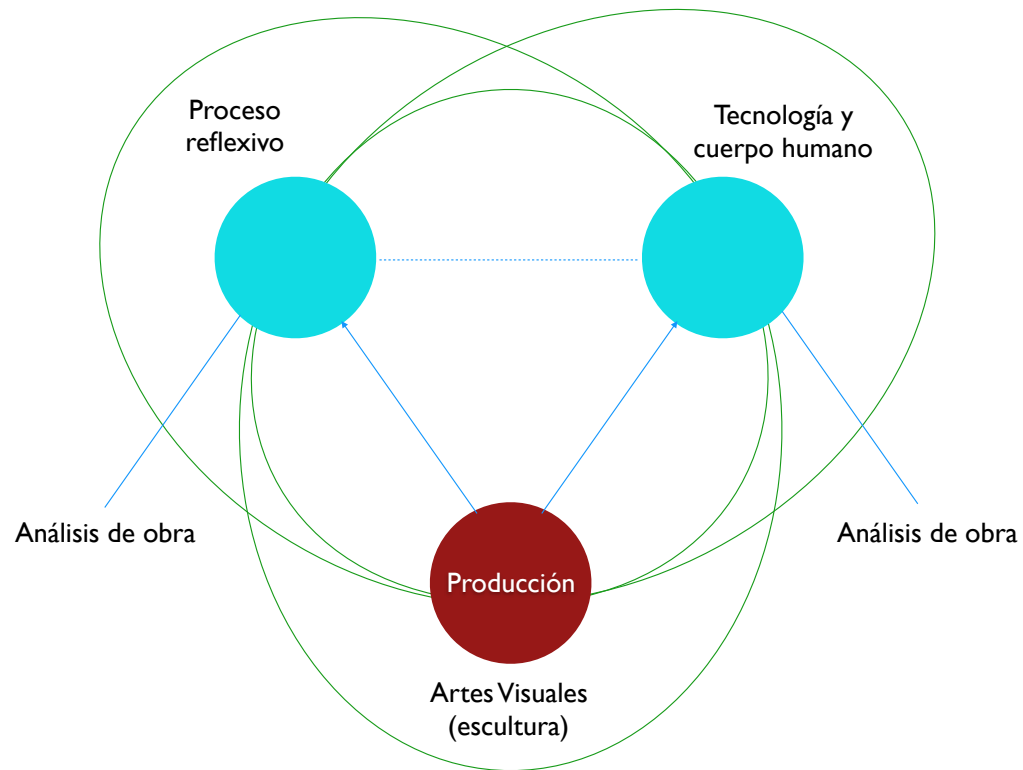 Proceso
reflexivo
Tecnología y
cuerpo humano
Análisis de obra
Análisis de obra
Producción
Artes Visuales
(escultura)